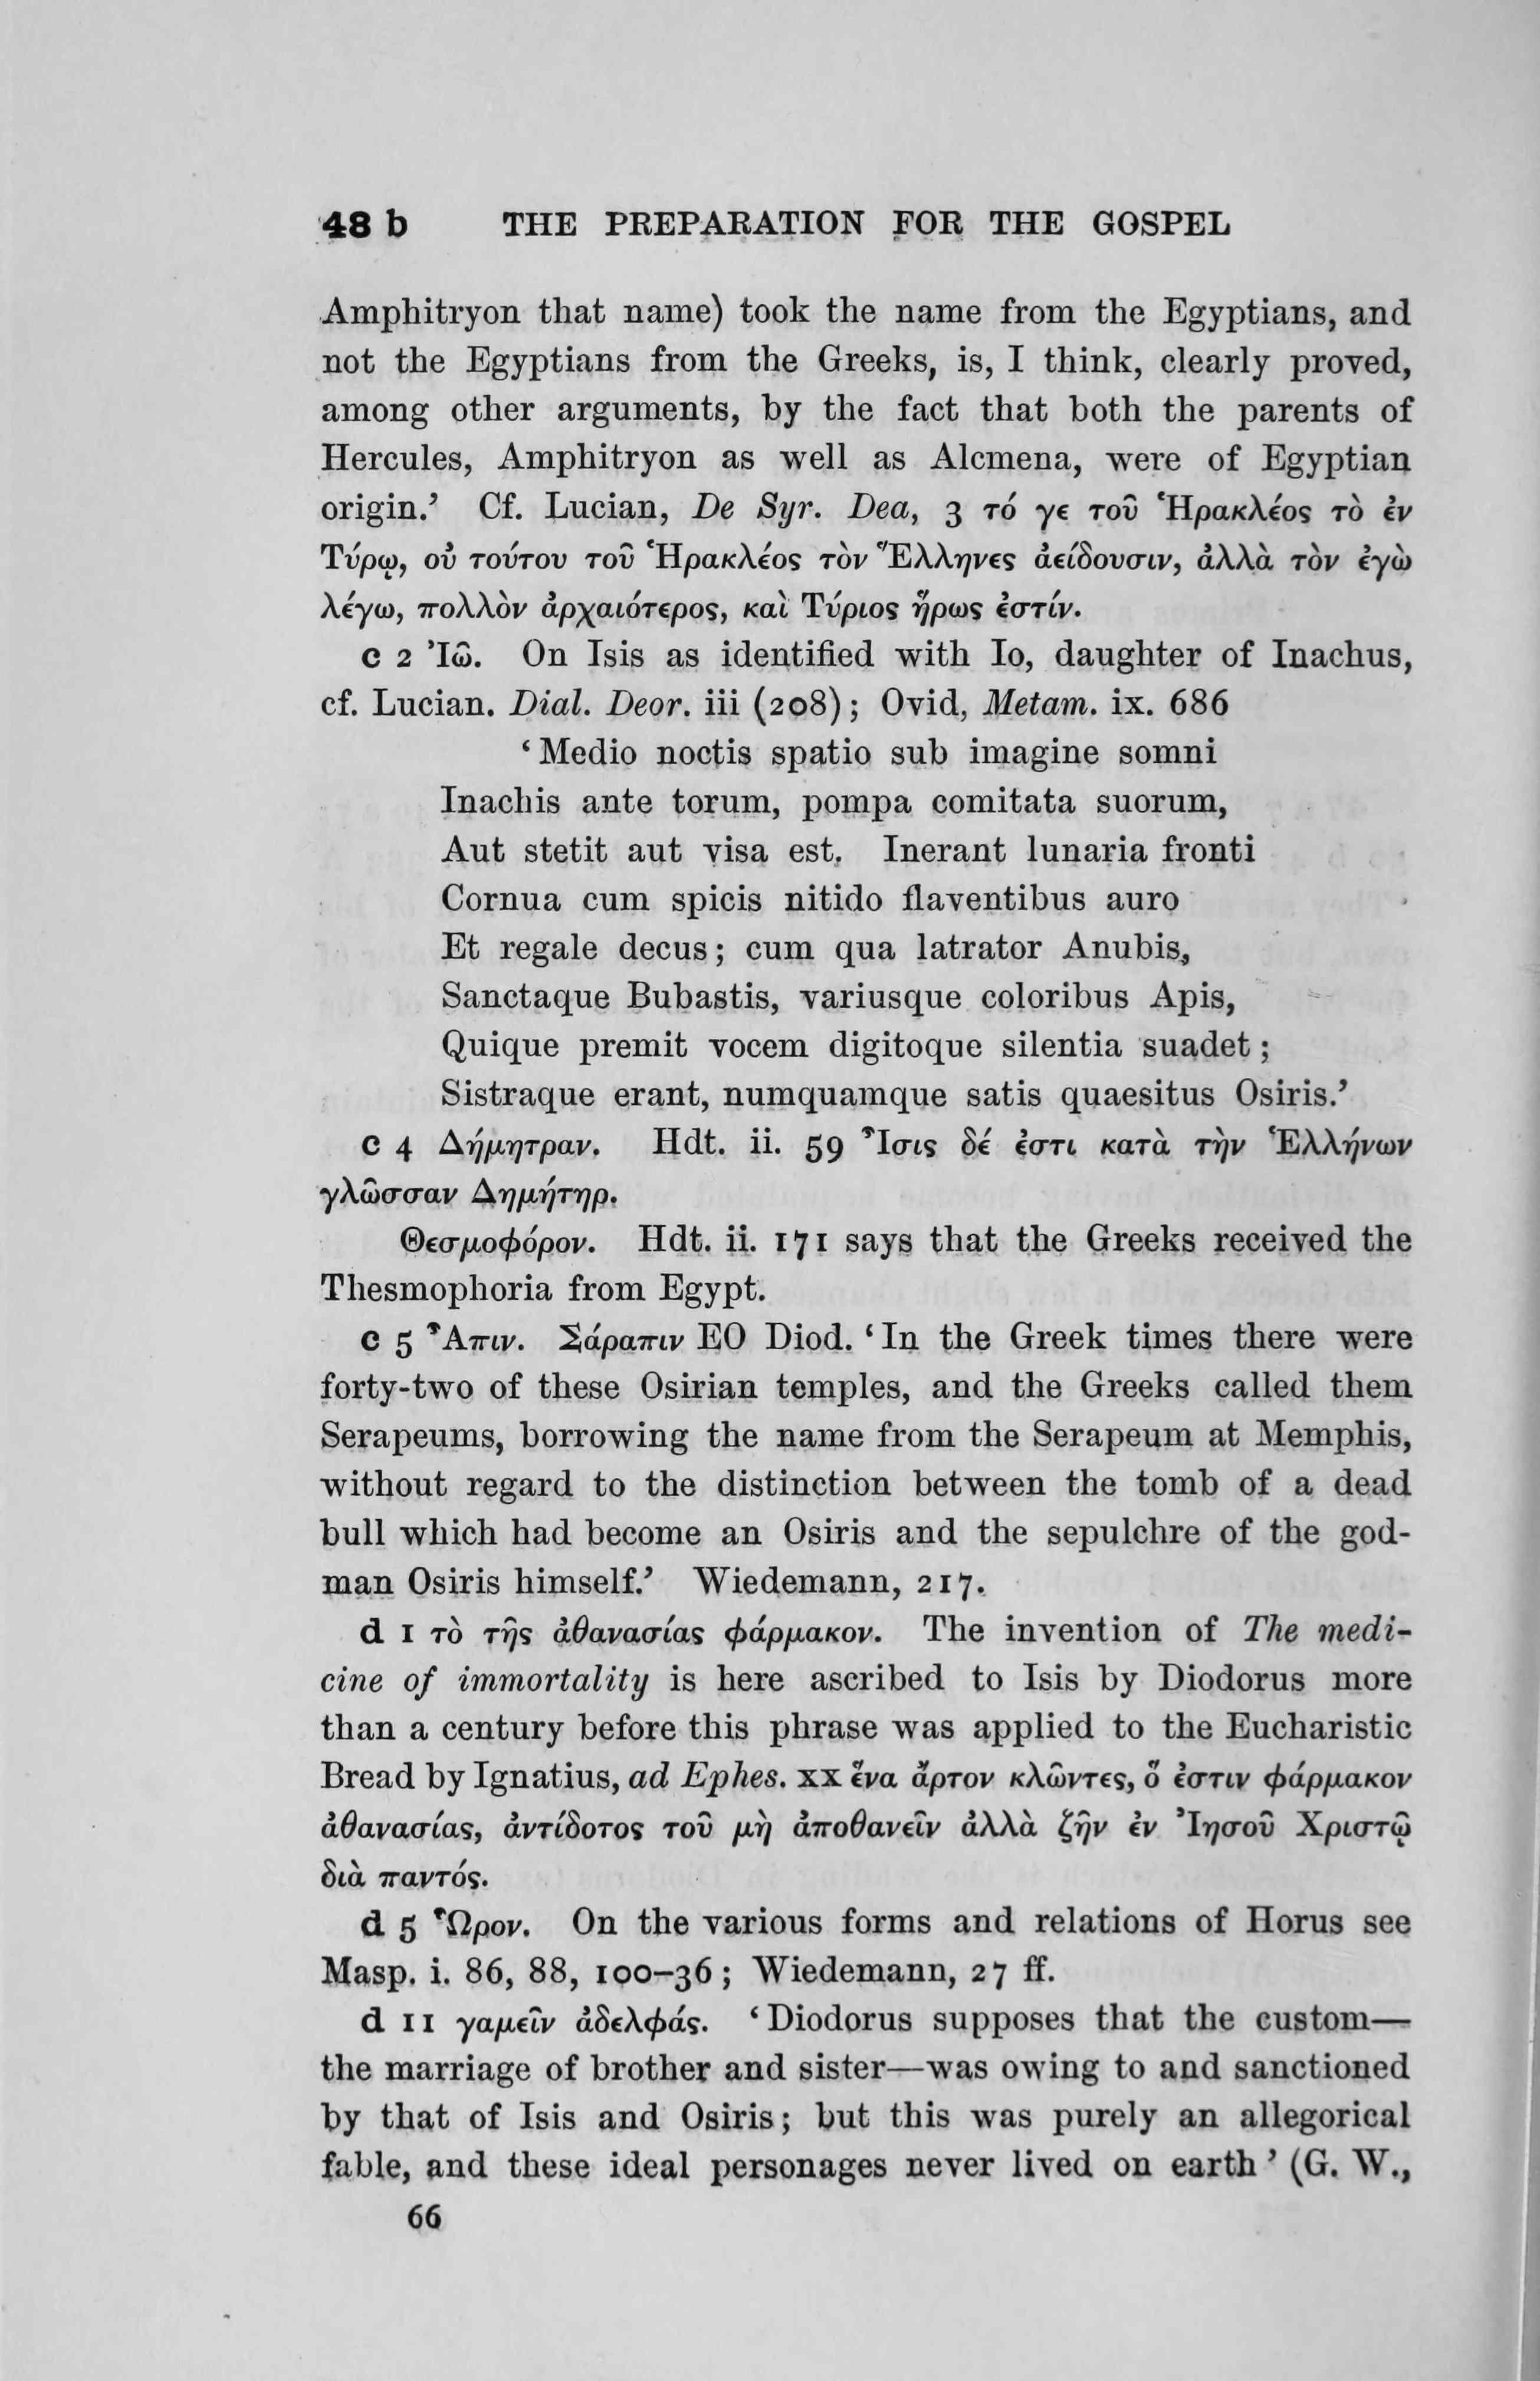 48 b THE PREPARATION FOR THE GOSPEL
Amphitryon that name) took the name from the Egyptians, and
not the Egyptians from the Greeks, is, I think, clearly proved,
among other arguments, by the fact that both the parents of
Hercules, Amphitryon as well as Alcmena, were of Egyptian
origin.’ Cf. Lucian, De Syr. Dea, 3 τό γε τοῦ Ἡρακλέος τὸ ἐν
Τύρῳ, οὐ τούτου τοῦ Ἡρακλέος τὸν Ἕλληνες ἀείδουσιν, ἀλλὰ τὸν ἐγὼ
λέγω, πολλὸν ἀρχαιότερος, καὶ Τύριος ἥρως ἐστίν.
c 2 Ἰῶ. On Isis as identified with Io, daughter of Inachus,
cf. Lucian. Dial. Deor. iii (208); Ovid, Metam. ix. 686
‘Medio noctis spatio sub imagine somni
Inachis ante torum, pompa comitata suorum,
Aut stetit aut visa est. Inerant lunaria fronti
Cornua cum spicis nitido flaventibus auro
Et regale decus; cum qua latrator Anubis,
Sanctaque Bubastis, variusque coloribus Apis,
Quique premit vocem digitoque silentia suadet;
Sistraque erant, numquamque satis quaesitus Osiris.’
c 4 Δήμητραν. Hdt. ii. 59 Ἶσις δέ ἐστι κατὰ τὴν Ἑλλήνων
γλῶσσαν Δημήτηρ.
Θεσμοφόρον. Hdt. ii. 171 says that the Greeks received the
Thesmophoria from Egypt.
c 5 Ἆπιν. Σάραπιν EO Diod. ‘In the Greek times there were
forty-two of these Osirian temples, and the Greeks called them
Serapeums, borrowing the name from the Serapeum at Memphis,
without regard to the distinction between the tomb of a dead
bull which had become an Osiris and the sepulchre of the god-
man Osiris himself.’ Wiedemann, 217.
d 1 τὸ τῆς ἀθανασίας φάρμακον. The invention of The medi-
cine of immortality is here ascribed to Isis by Diodorus more
than a century before this phrase was applied to the Eucharistic
Bread by Ignatius, ad Ephes. xx ἕνα ἄρτον κλῶντες, ὅ ἐστιν φάρμακον
ἀθανασίας, ἀντίδοτος τοῦ μὴ ἀποθανεῖν ἀλλὰ ζῆν ἐν Ἰησοῦ Χριστῷ
διὰ παντός.
d 5 Ὧρον. On the various forms and relations of Horus see
Masp. i. 86, 88, 100–36; Wiedemann, 27 ff.
d 11 γαμεῖν ἀδελφάς. ‘Diodorus supposes that the custom—
the marriage of brother and sister—was owing to and sanctioned
by that of Isis and Osiris; but this was purely an allegorical
fable, and these ideal personages never lived on earth’ (G. W.,
66